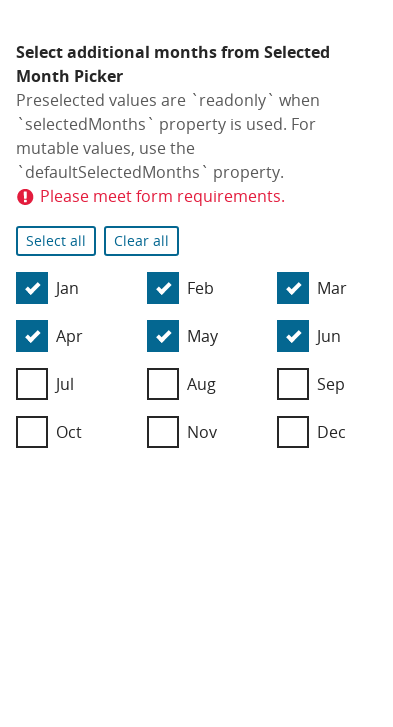 Select additional months from Selected
Month Picker
Preselected values are `readonly` when
`selectedMonths` property is used. For
mutable values, use the
`defaultSelectedMonths` property.
Please meet form requirements.
Select all Clear all
Jan Feb Mar
Apr May Jun
Jul Aug Sep
Oct Nov Dec